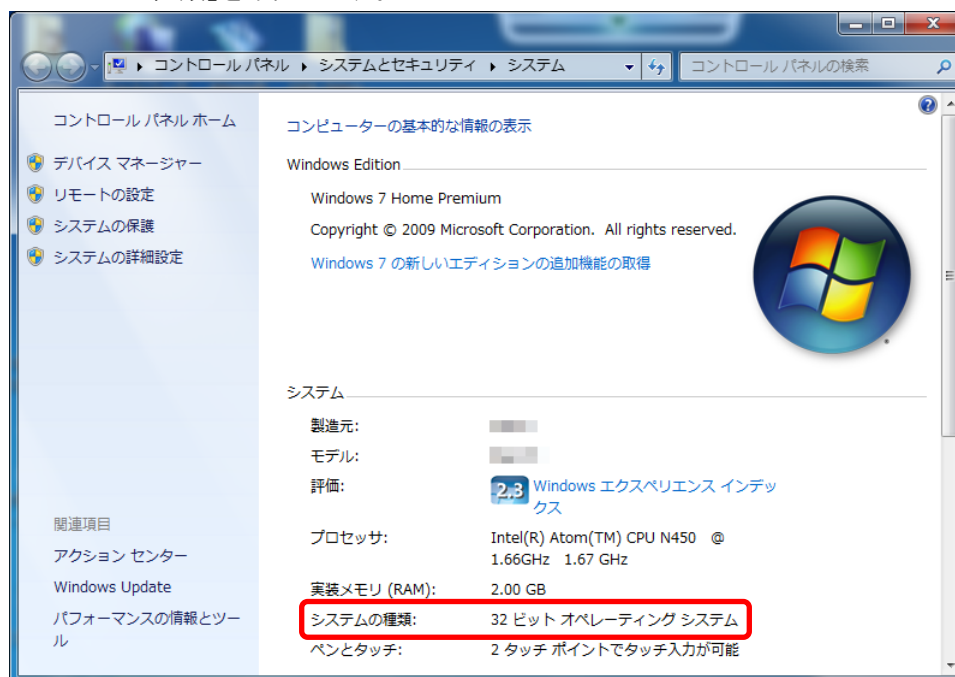 コントロール パネル ▸ システムとセキュリティ ▸ システム
コントロール パネルの検索
コントロール パネル ホーム
デバイス マネージャー
リモートの設定
システムの保護
システムの詳細設定
関連項目
アクション センター
Windows Update
パフォーマンスの情報とツー
ル
コンピューターの基本的な情報の表示
Windows Edition
Windows 7 Home Premium
Copyright © 2009 Microsoft Corporation. All rights reserved.
Windows 7 の新しいエディションの追加機能の取得
システム
製造元:
モデル:
評価: 2.3 Windows エクスペリエンス インデッ
クス
プロセッサ: Intel(R) Atom(TM) CPU N450 @
1.66GHz 1.67 GHz
実装メモリ (RAM): 2.00 GB
システムの種類: 32 ビット オペレーティング システム
ペンとタッチ: 2 タッチ ポイントでタッチ入力が可能